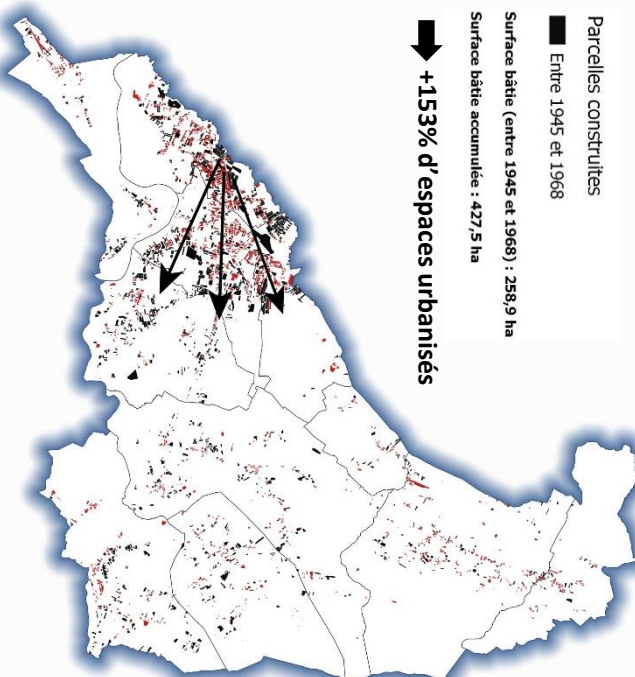 Parcelles construites
Entre 1945 et 1968
Surface bâtie (entre 1945 et 1968) : 258,9 ha
Surface bâtie accumulée : 427,5 ha
+153% d'espaces urbanisés